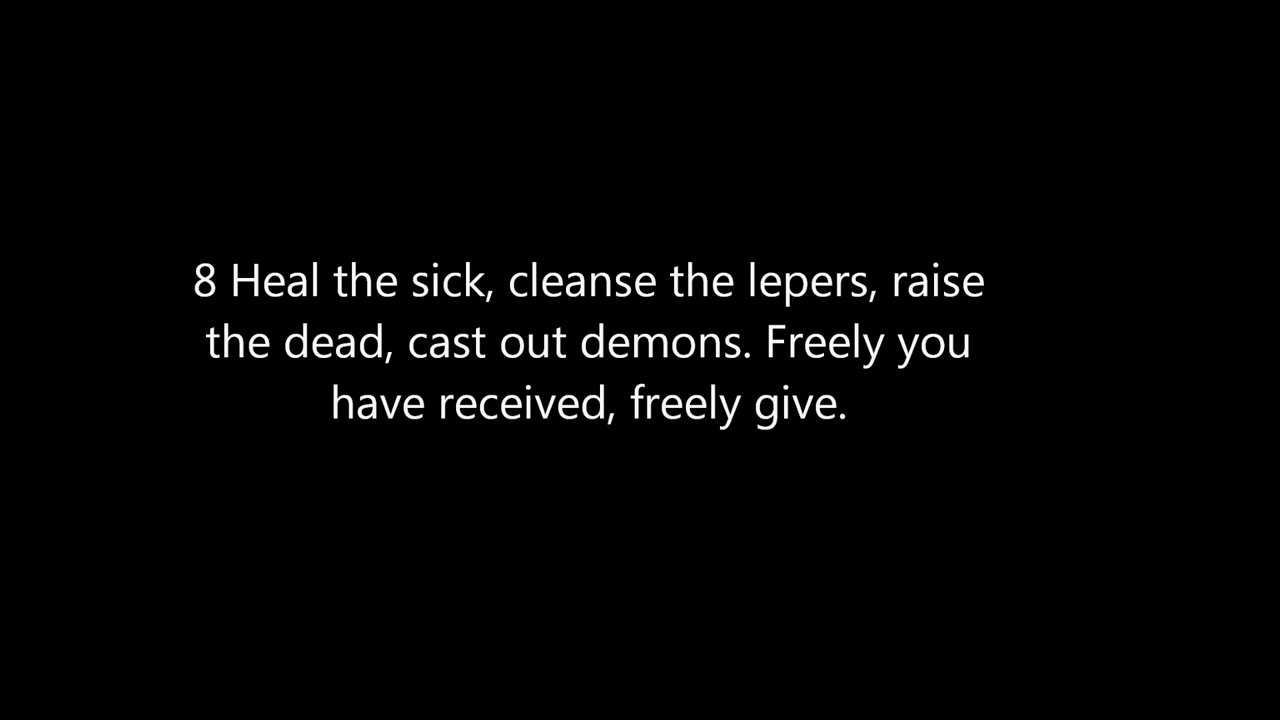 8 Heal the sick, cleanse the lepers, raise
the dead, cast out demons. Freely you
have received, freely give.